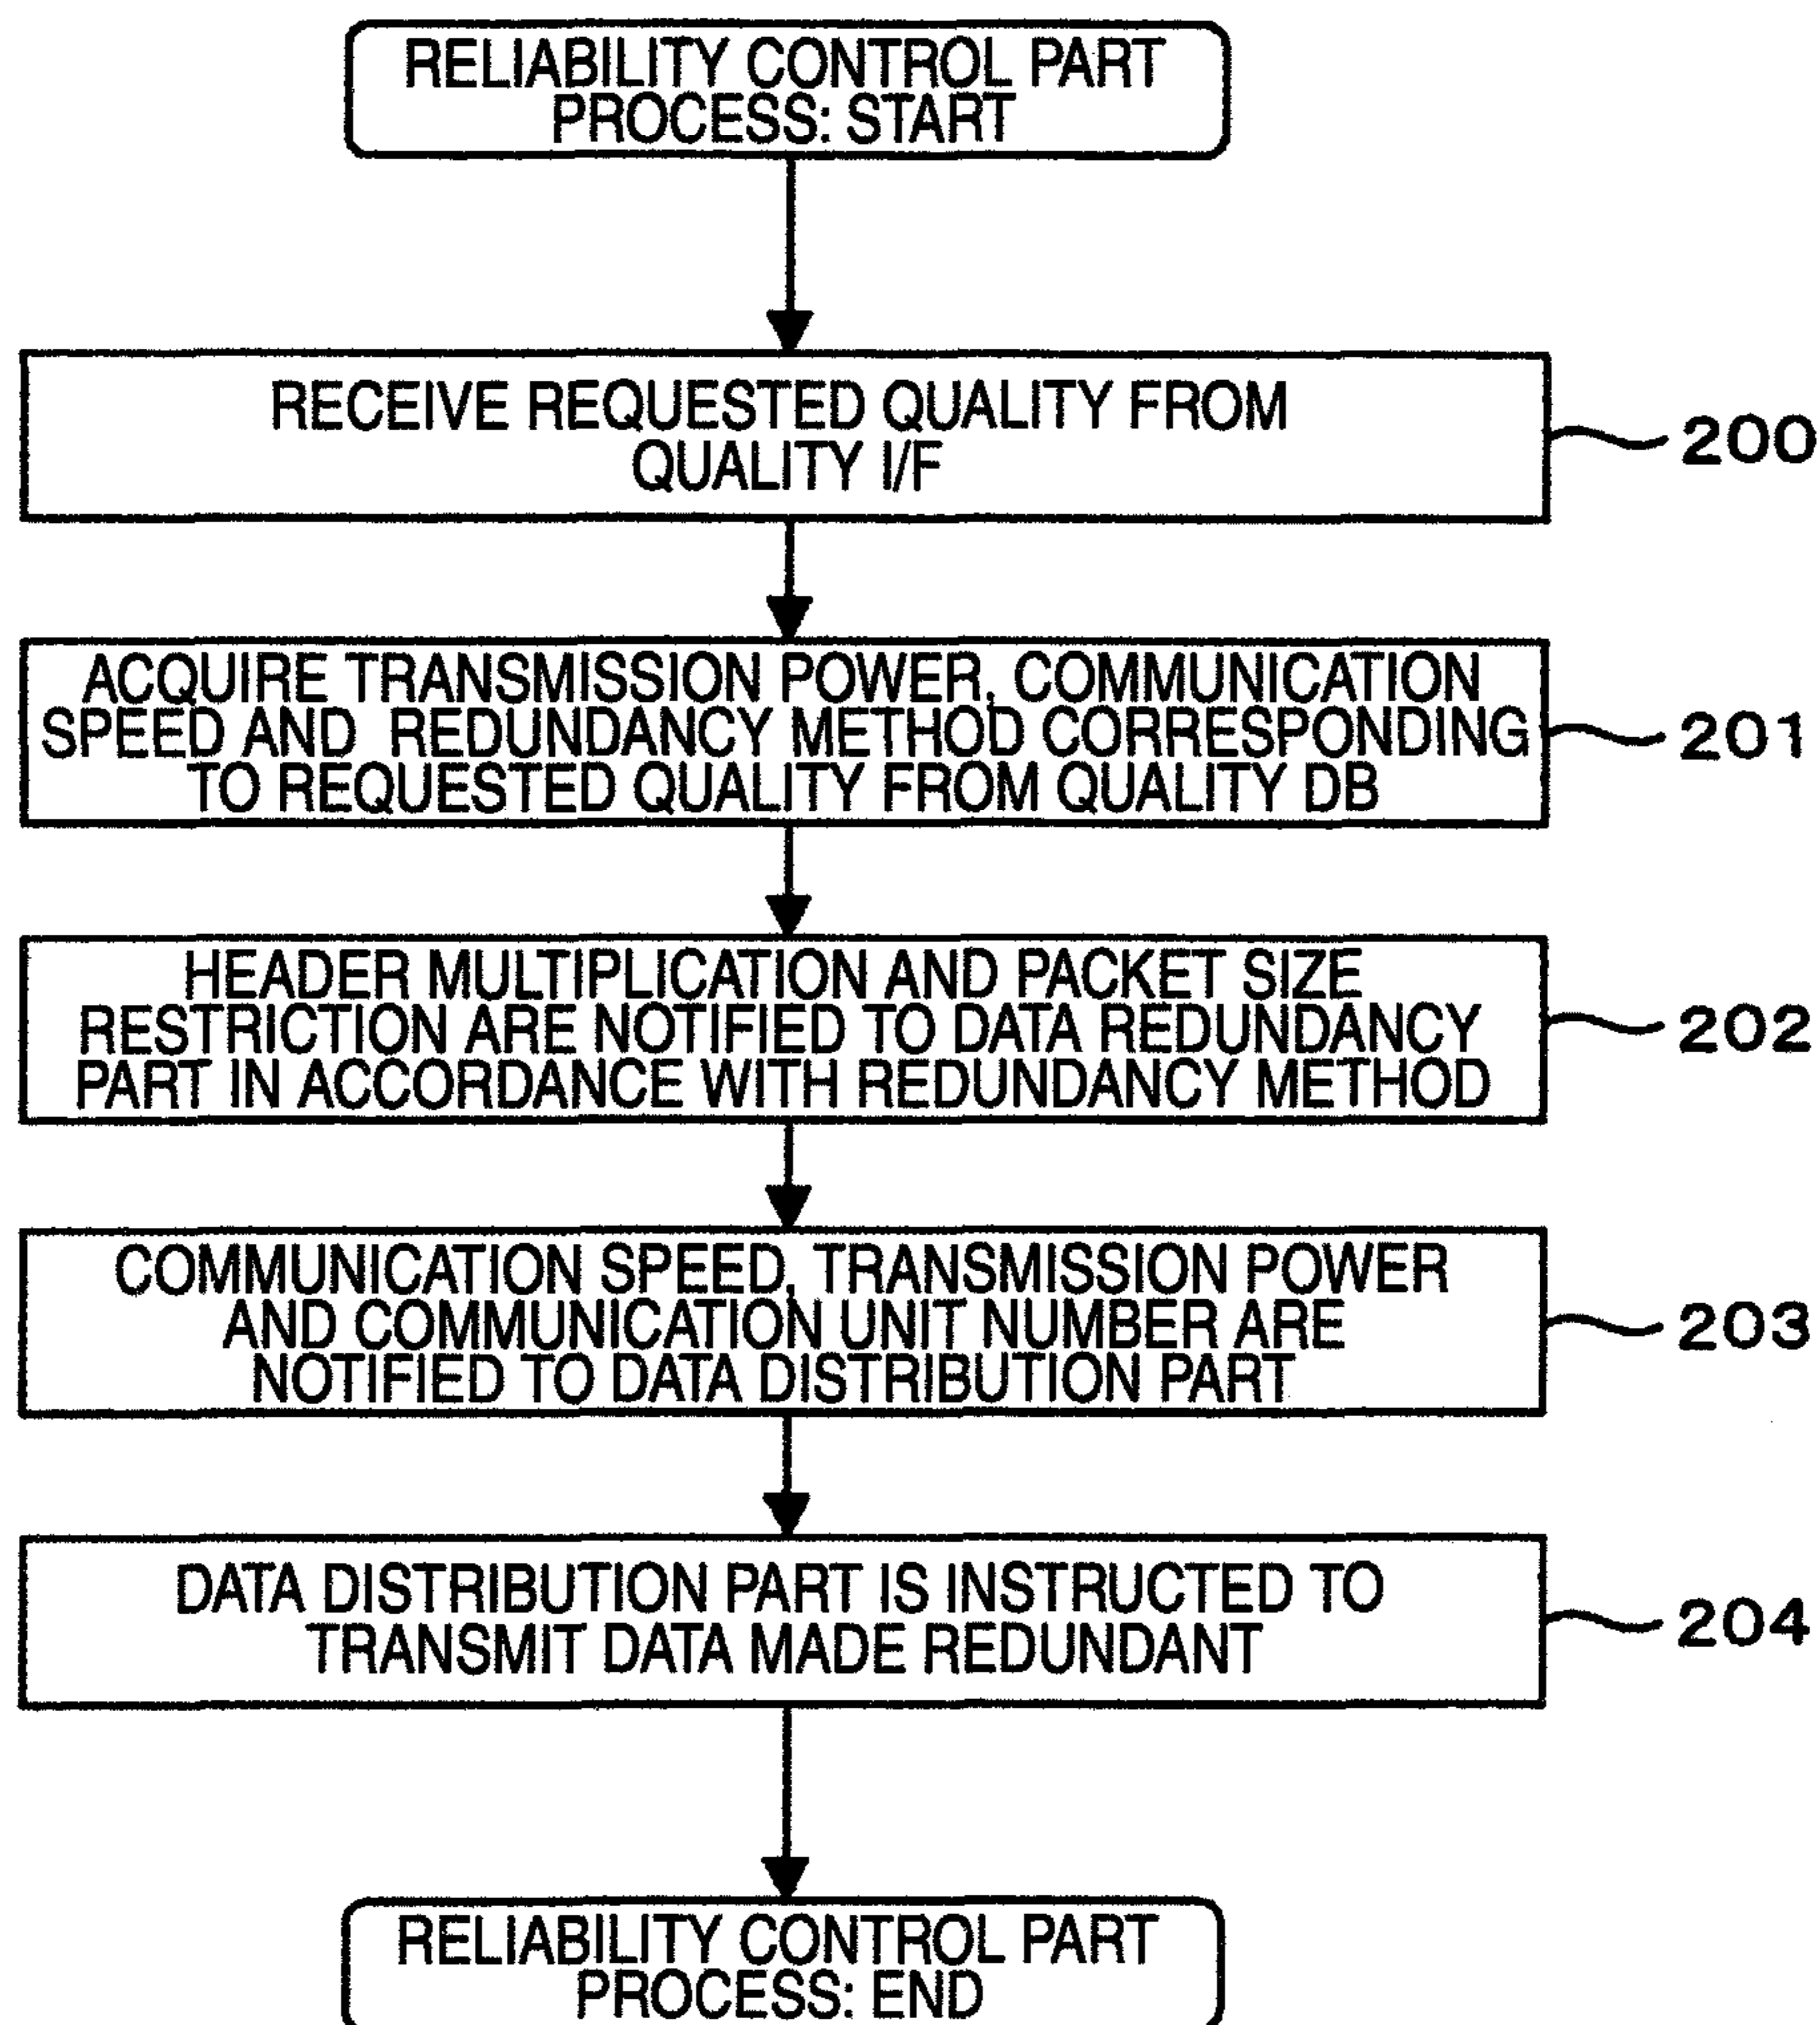 RELIABILITY CONTROL PART
PROCESS: START
RECEIVE REQUESTED QUALITY FROM
QUALITY I/F
200
ACQUIRE TRANSMISSION POWER, COMMUNICATION
SPEED AND REDUNDANCY METHOD CORRESPONDING
TO REQUESTED QUALITY FROM QUALITY DB
201
HEADER MULTIPLICATION AND PACKET SIZE
RESTRICTION ARE NOTIFIED TO DATA REDUNDANCY
PART IN ACCORDANCE WITH REDUNDANCY METHOD
202
COMMUNICATION SPEED, TRANSMISSION POWER
AND COMMUNICATION UNIT NUMBER ARE
NOTIFIED TO DATA DISTRIBUTION PART
203
DATA DISTRIBUTION PART IS INSTRUCTED TO
TRANSMIT DATA MADE REDUNDANT
204
RELIABILITY CONTROL PART
PROCESS: END